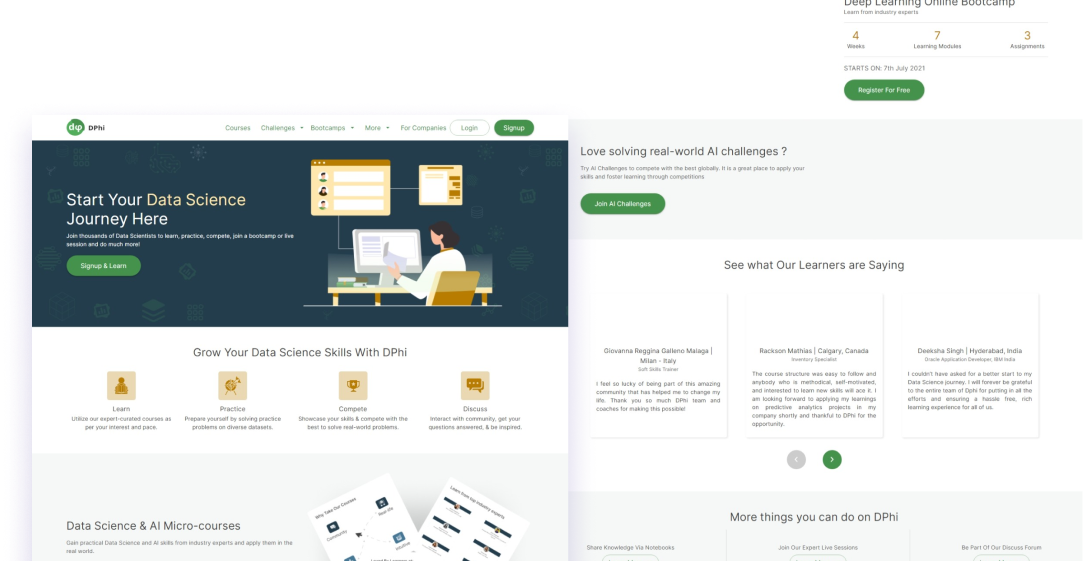 Deep Learning Online Bootcamp
Learn from industry experts
4
Weeks
7
Learning Modules
3
Assignments
STARTS ON: 7th July 2021
Register For Free
dφ DPhi
Courses Challenges Bootcamps More For Companies Login Signup
Start Your Data Science
Journey Here
Join thousands of Data Scientists to learn, practice, compete, join a bootcamp or live
session and do much more!
Signup & Learn
Grow Your Data Science Skills With DPhi
Learn
Utilize our expert-curated courses as
per your interest and pace.
Practice
Prepare yourself by solving practice
problems on diverse datasets.
Compete
Showcase your skills & compete with the
best to solve real-world problems.
Discuss
Interact with community, get your
questions answered, & be inspired.
Data Science & AI Micro-courses
Gain practical Data Science and AI skills from industry experts and apply them in the
real world.
Why Take Our Courses
Real life
Community
Intuitive
Learn from top industry experts
Love solving real-world AI challenges ?
Try AI Challenges to compete with the best globally. It is a great place to apply your
skills and foster learning through competitions
Join AI Challenges
See what Our Learners are Saying
Giovanna Reggina Galleno Malaga |
Milan - Italy
Soft Skills Trainer
I feel so lucky of being part of this amazing
community that has helped me to change my
life. Thank you so much DPhi team and
coaches for making this possible!
Rackson Mathias | Calgary, Canada
Inventory Specialist
The course structure was easy to follow and
anybody who is methodical, self-motivated,
and interested to learn new skills will ace it. I
am looking forward to applying my learnings
on predictive analytics projects in my
company shortly and thankful to DPhi for the
opportunity.
Deeksha Singh | Hyderabad, India
Oracle Application Developer, IBM India
I couldn't have asked for a better start to my
Data Science journey. I will forever be grateful
to the entire team of Dphi for putting in all the
efforts and ensuring a hassle free, rich
learning experience for all of us.
More things you can do on DPhi
Share Knowledge Via Notebooks
Join Our Expert Live Sessions
Be Part Of Our Discuss Forum